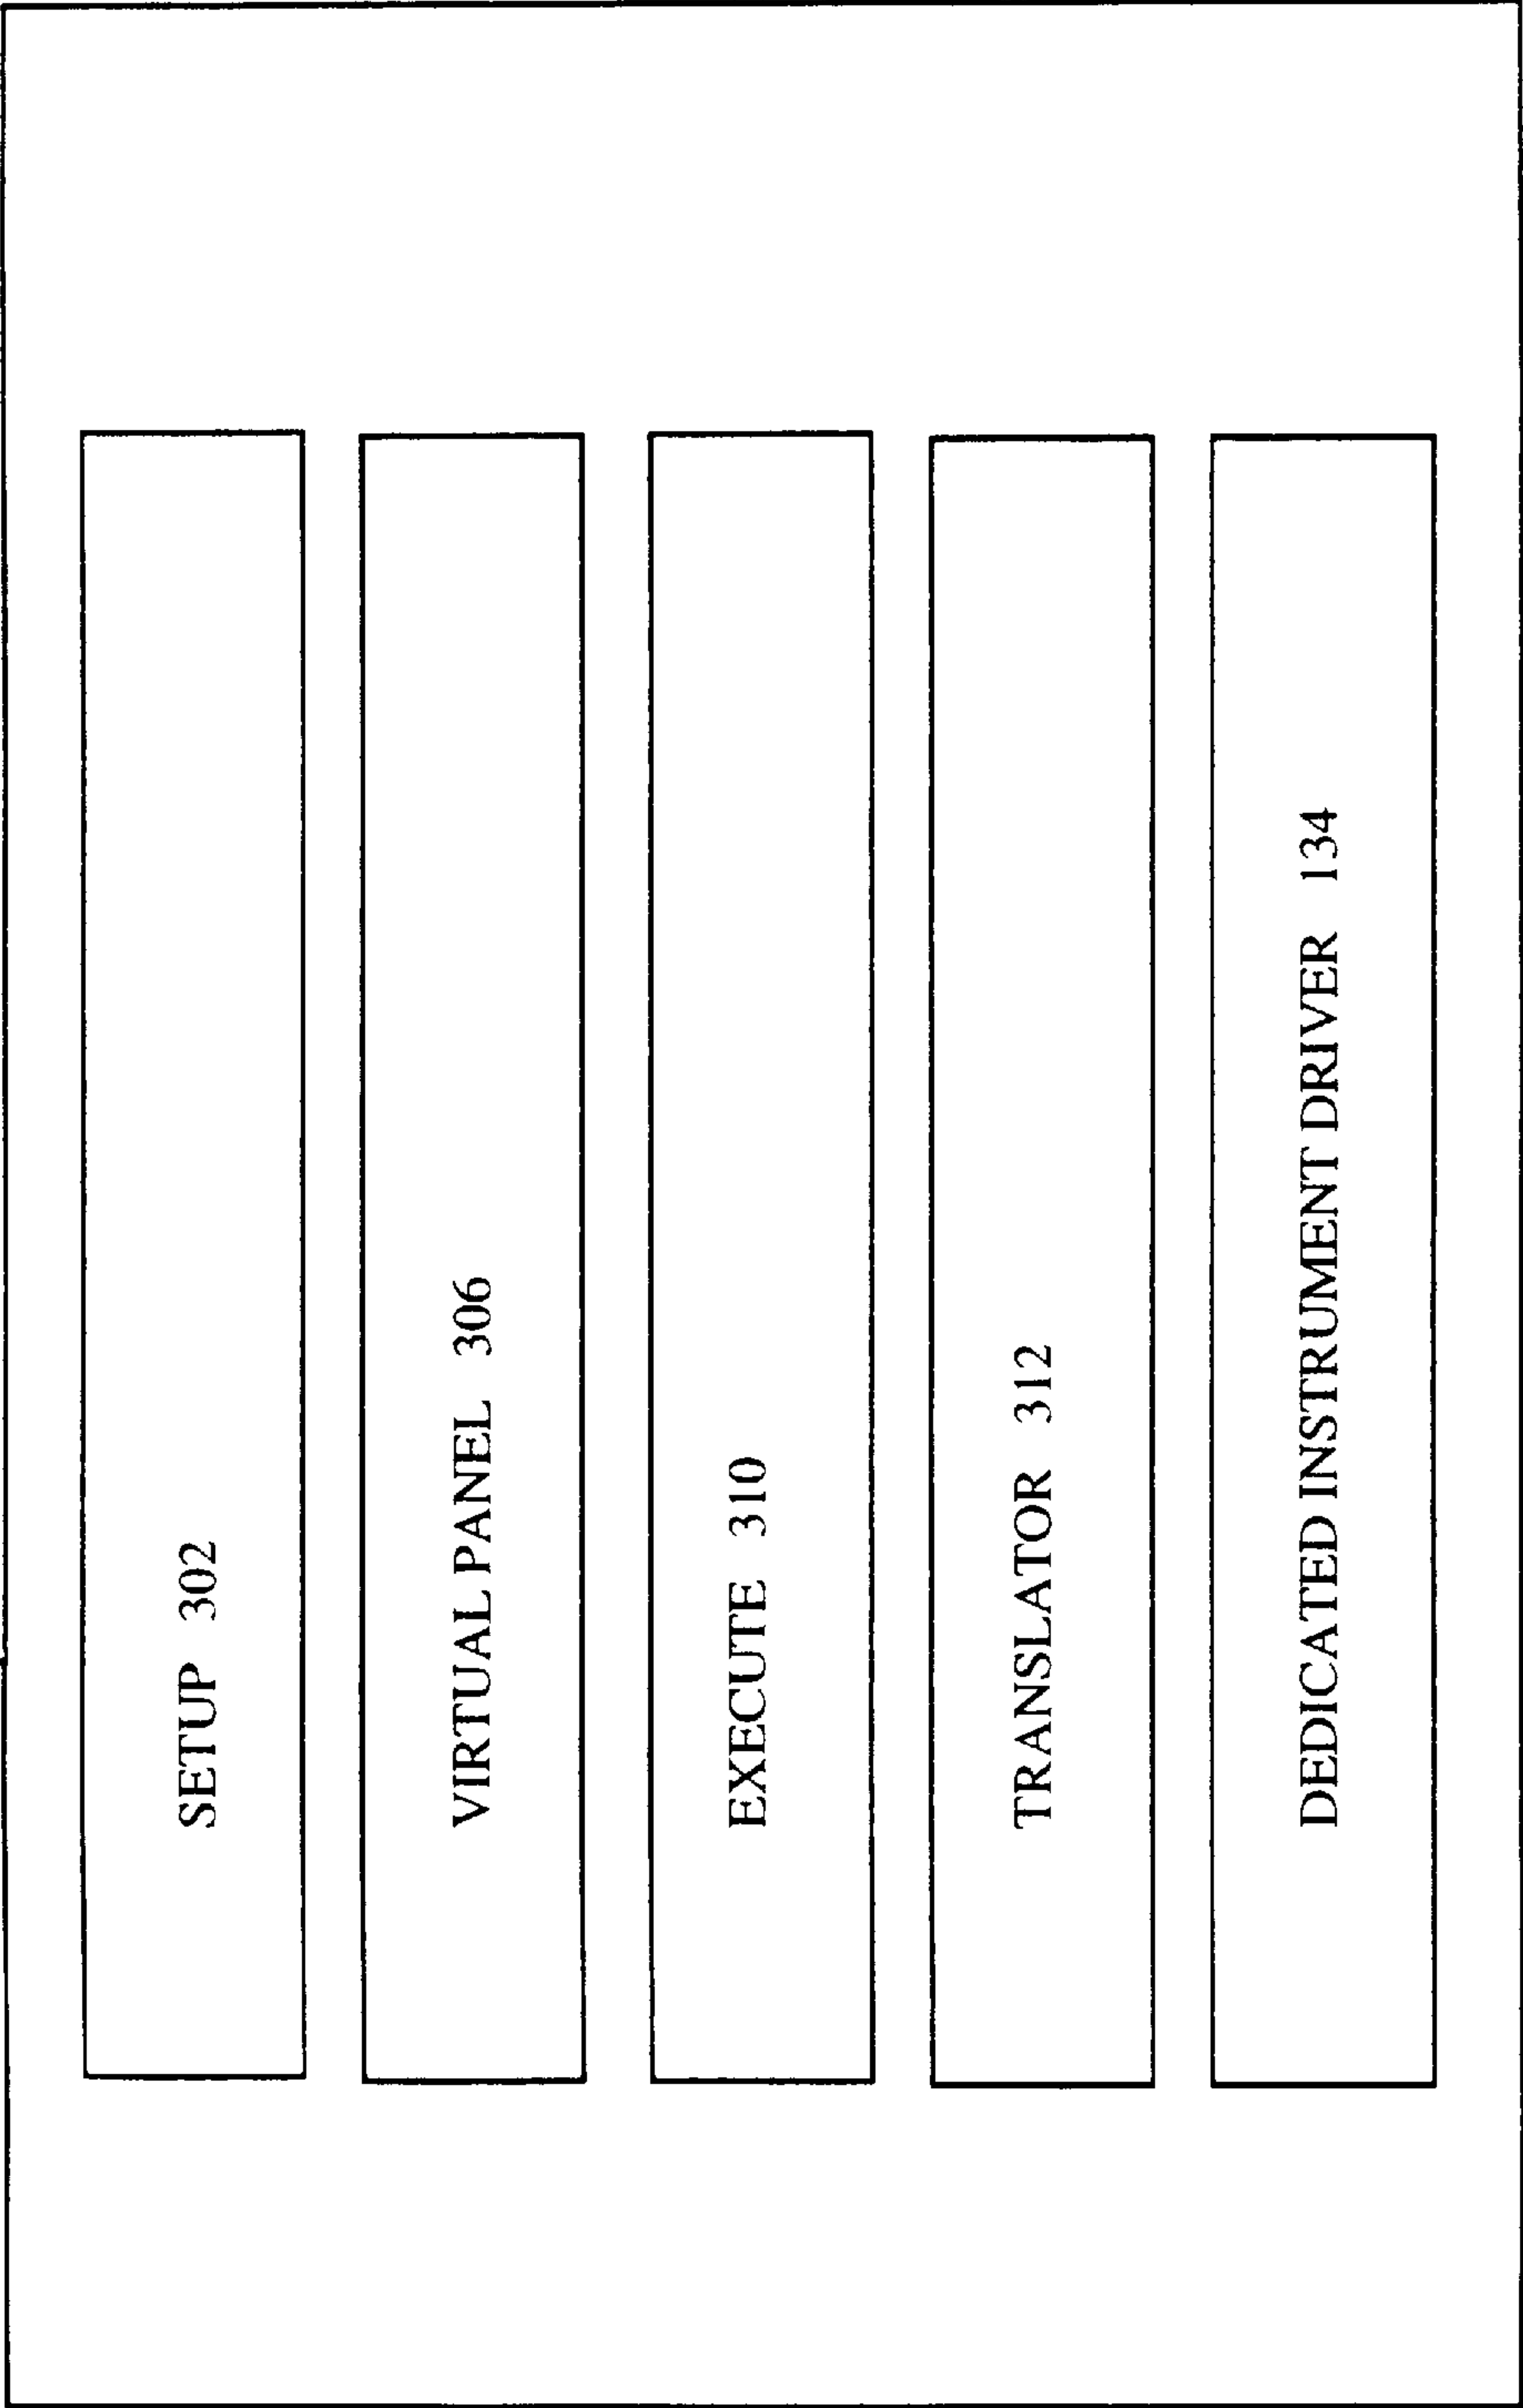 SETUP 302
VIRTUAL PANEL 306
EXECUTE 310
TRANSLATOR 312
DEDICATED INSTRUMENT DRIVER 134